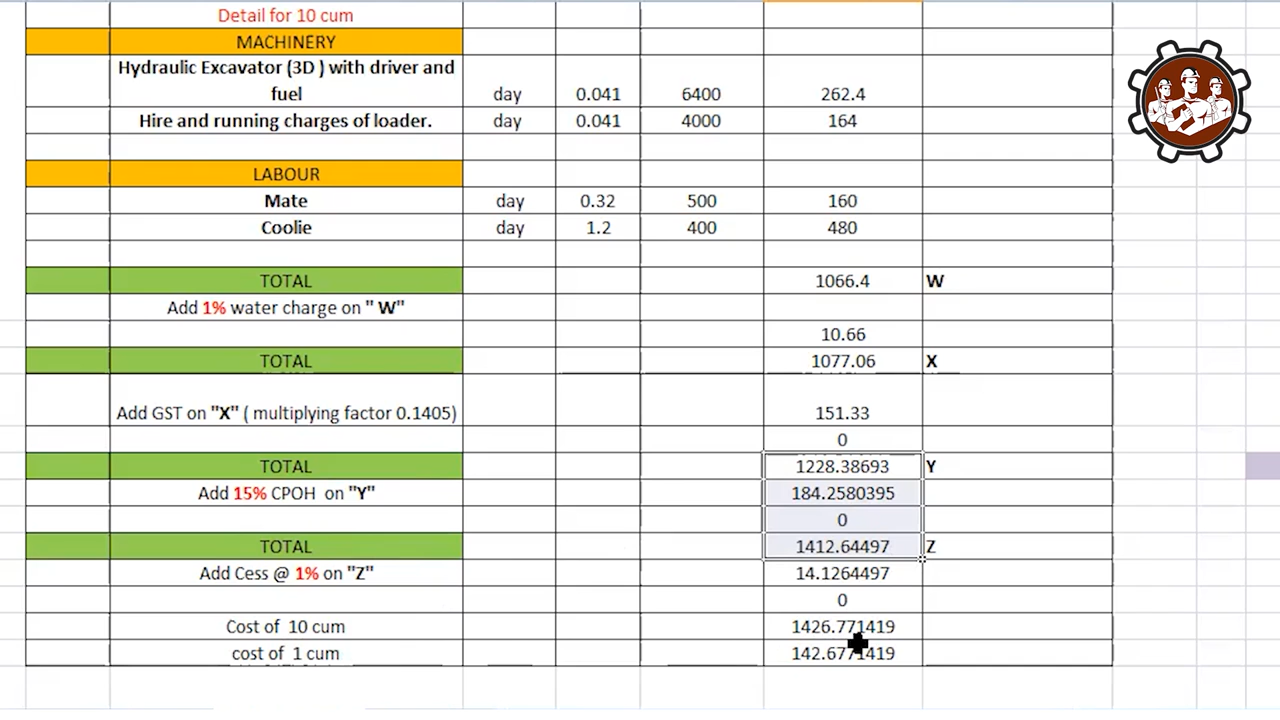 Detail for 10 cum
MACHINERY
Hydraulic Excavator (3D ) with driver and
fuel day 0.041 6400 262.4
Hire and running charges of loader. day 0.041 4000 164
LABOUR
Mate day 0.32 500 160
Coolie day 1.2 400 480
TOTAL 1066.4 W
Add 1% water charge on " W"
10.66
TOTAL 1077.06 X
Add GST on "X" ( multiplying factor 0.1405) 151.33
0
TOTAL 1228.38693 Y
Add 15% CPOH on "Y" 184.2580395
0
TOTAL 1412.64497 Z
Add Cess @ 1% on "Z" 14.1264497
0
Cost of 10 cum 1426.771419
cost of 1 cum 142.6771419